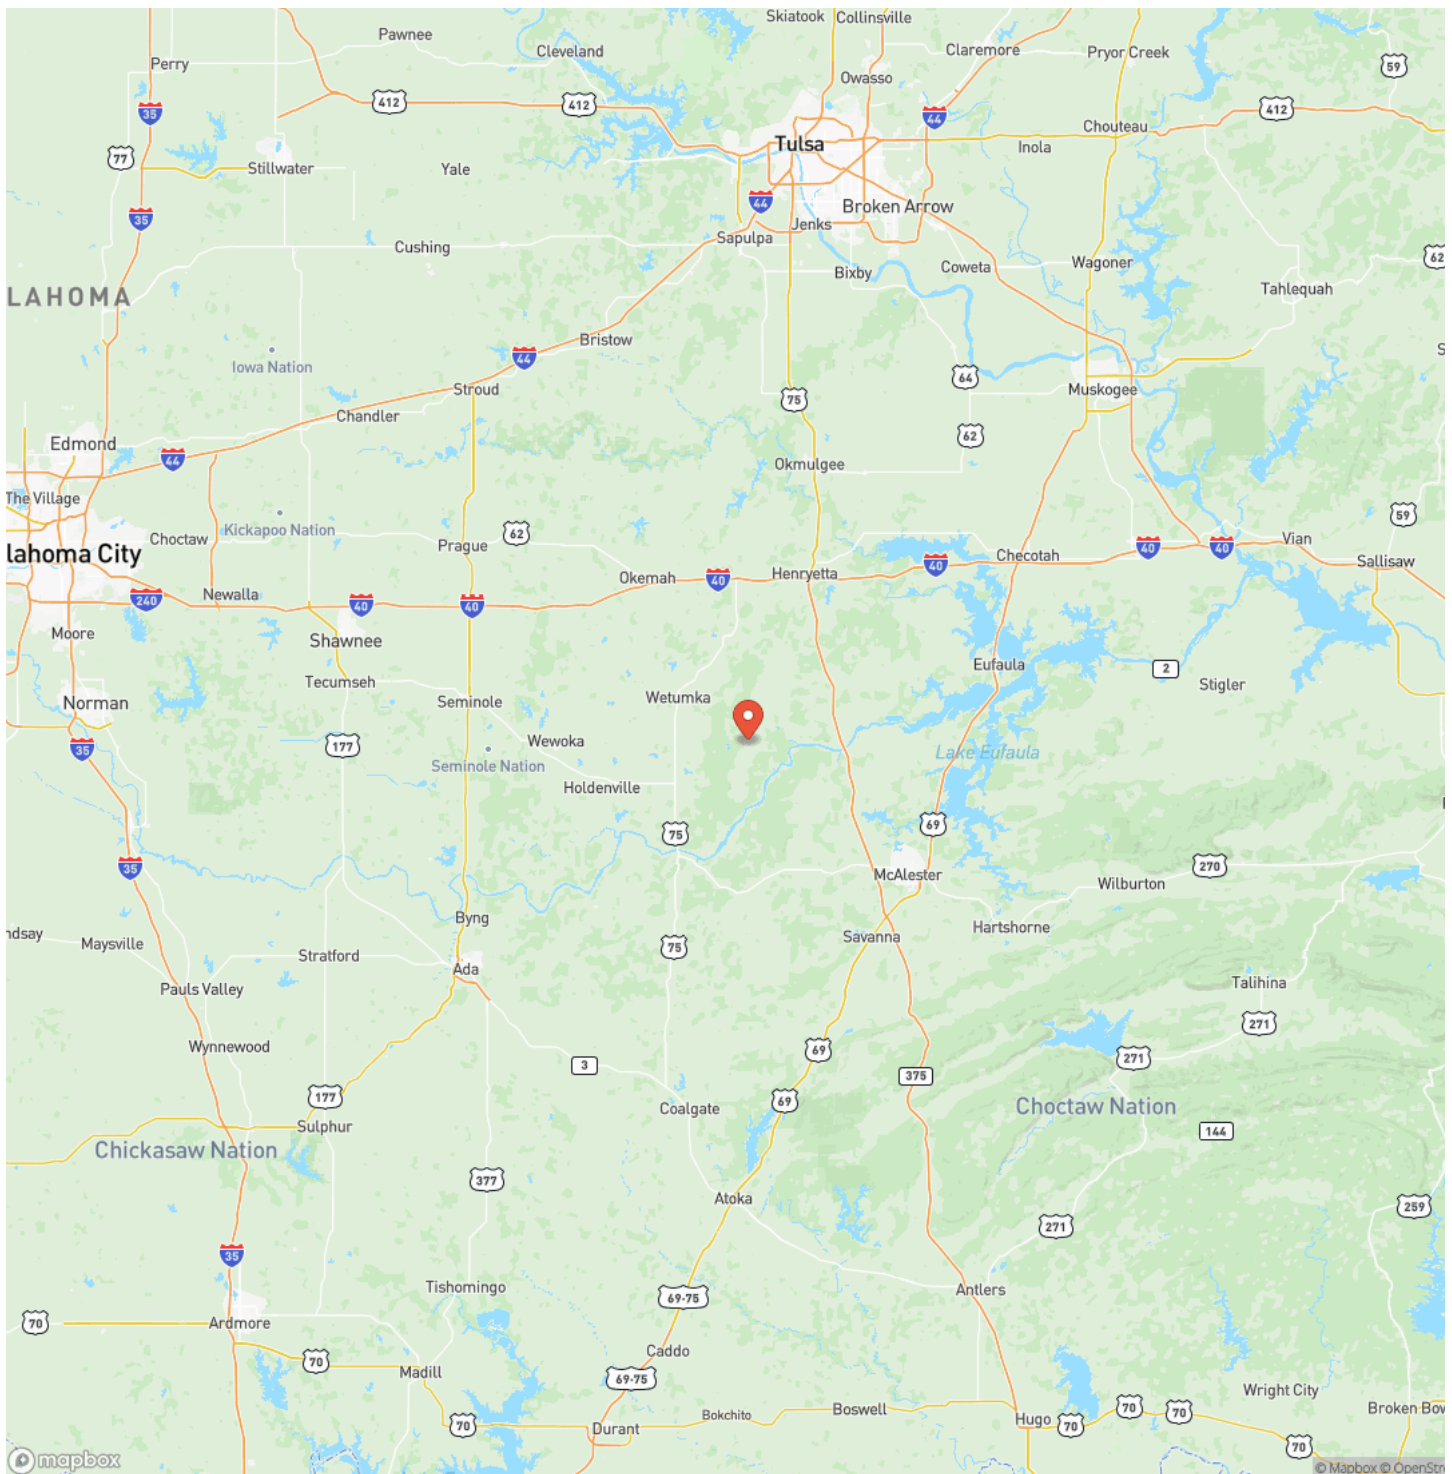 Skiatook
Collinsville
Pawnee
Cleveland
Claremore
Pryor Creek
Perry
59
Owasso
412
412
412
35
44
Chouteau
Tulsa
Inola
77
Stillwater
Yale
44
Broken Arrow
35
Jenks
Sapulpa
Cushing
62
Wagoner
Bixby
Coweta
Tahlequah
LAHOMA
Bristow
44
Iowa Nation
64
Stroud
Muskogee
75
Chandler
62
Edmond
44
Okmulgee
The Village
59
Kickapoo Nation
62
Choctaw
Prague
Vian
40
40
lahoma City
Checotah
Sallisaw
40
Henryetta
Okemah
40
Newalla
240
40
40
Moore
Shawnee
Eufaula
2
Tecumseh
Stigler
Wetumka
Seminole
Norman
Wewoka
177
35
Lake Eufaula
Seminole Nation
Holdenville
69
75
35
270
McAlester
Wilburton
Byng
Hartshorne
ndsay
Maysville
Savanna
75
Stratford
Ada
Talihina
Pauls Valley
271
Wynnewood
69
271
3
375
177
69
Coalgate
Choctaw Nation
Sulphur
144
Chickasaw Nation
377
Atoka
259
271
35
Tishomingo
Antlers
69-75
70
Ardmore
Caddo
70
Madill
69-75
Wright City
Boswell
70
70
Broken Bow
Bokchito
Hugo
70
70
Durant
70
mapbox
© Mapbox © OpenStre